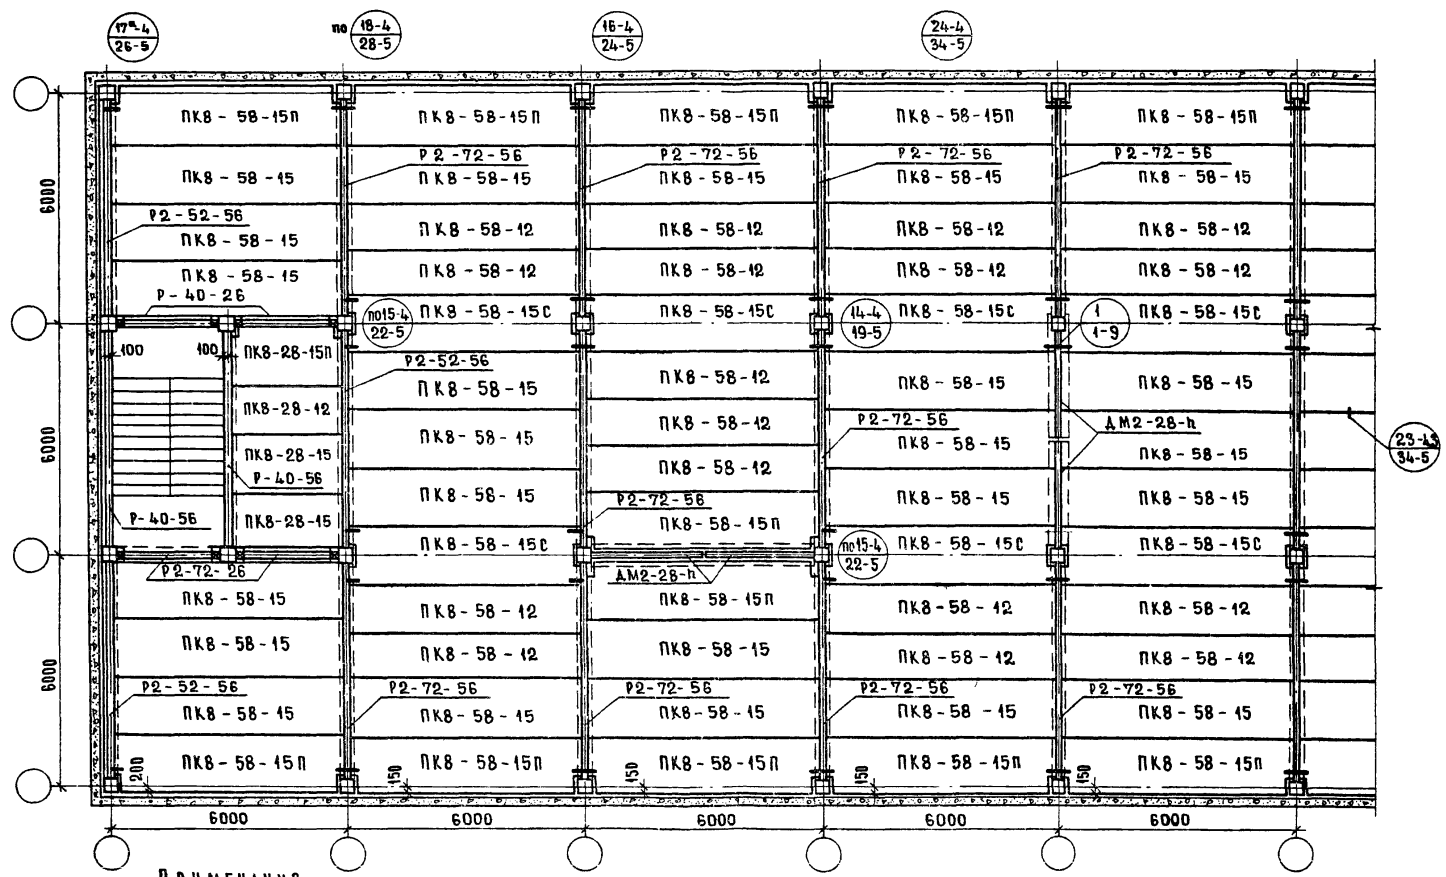 17ª-4
26-5
по 18-4
28-5
16-4
24-5
24-4
34-5
ПК8-58-15П ПК8-58-15П ПК8-58-15П ПК8-58-15П ПК8-58-15П
Р2-72-56 Р2-72-56 Р2-72-56 Р2-72-56
ПК8-58-15 ПК8-58-15 ПК8-58-15 ПК8-58-15 ПК8-58-15
6000
Р2-52-56
ПК8-58-15 ПК8-58-12 ПК8-58-12 ПК8-58-12 ПК8-58-12
ПК8-58-15 ПК8-58-12 ПК8-58-12 ПК8-58-12 ПК8-58-12
Р-40-26
ПК8-58-15С ПК8-58-15С ПК8-58-15С ПК8-58-15С
по15-4
22-5
14-4
19-5
1
1-9
100 100 ПК8-28-15П
Р2-52-56
ПК8-58-15 ПК8-58-12 ПК8-58-15 ПК8-58-15
ПК8-28-12
Р2-72-56
ДМ2-28-п
ПК8-58-15 ПК8-58-12 ПК8-58-15 ПК8-58-15
6000
23-43
34-5
ПК8-28-15
Р-40-56
ПК8-58-12
ПК8-58-15 ПК8-58-15 ПК8-58-15
Р2-72-56
Р-40-56
ПК8-28-15
ПК8-58-15П
ПК8-58-15С ПК8-58-15С ПК8-58-15С
по15-4
22-5
Р2-72-26
ДМ2-28-п
ПК8-58-15 ПК8-58-12 ПК8-58-15П ПК8-58-12 ПК8-58-12
ПК8-58-15 ПК8-58-12 ПК8-58-15 ПК8-58-12 ПК8-58-12
6000
Р2-52-56 Р2-72-56 Р2-72-56 Р2-72-56 Р2-72-56
ПК8-58-15 ПК8-58-15 ПК8-58-15 ПК8-58-15 ПК8-58-15
ПК8-58-15П ПК8-58-15П ПК8-58-15П ПК8-58-15П ПК8-58-15П
200 150 150 150 150
6000 6000 6000 6000 6000